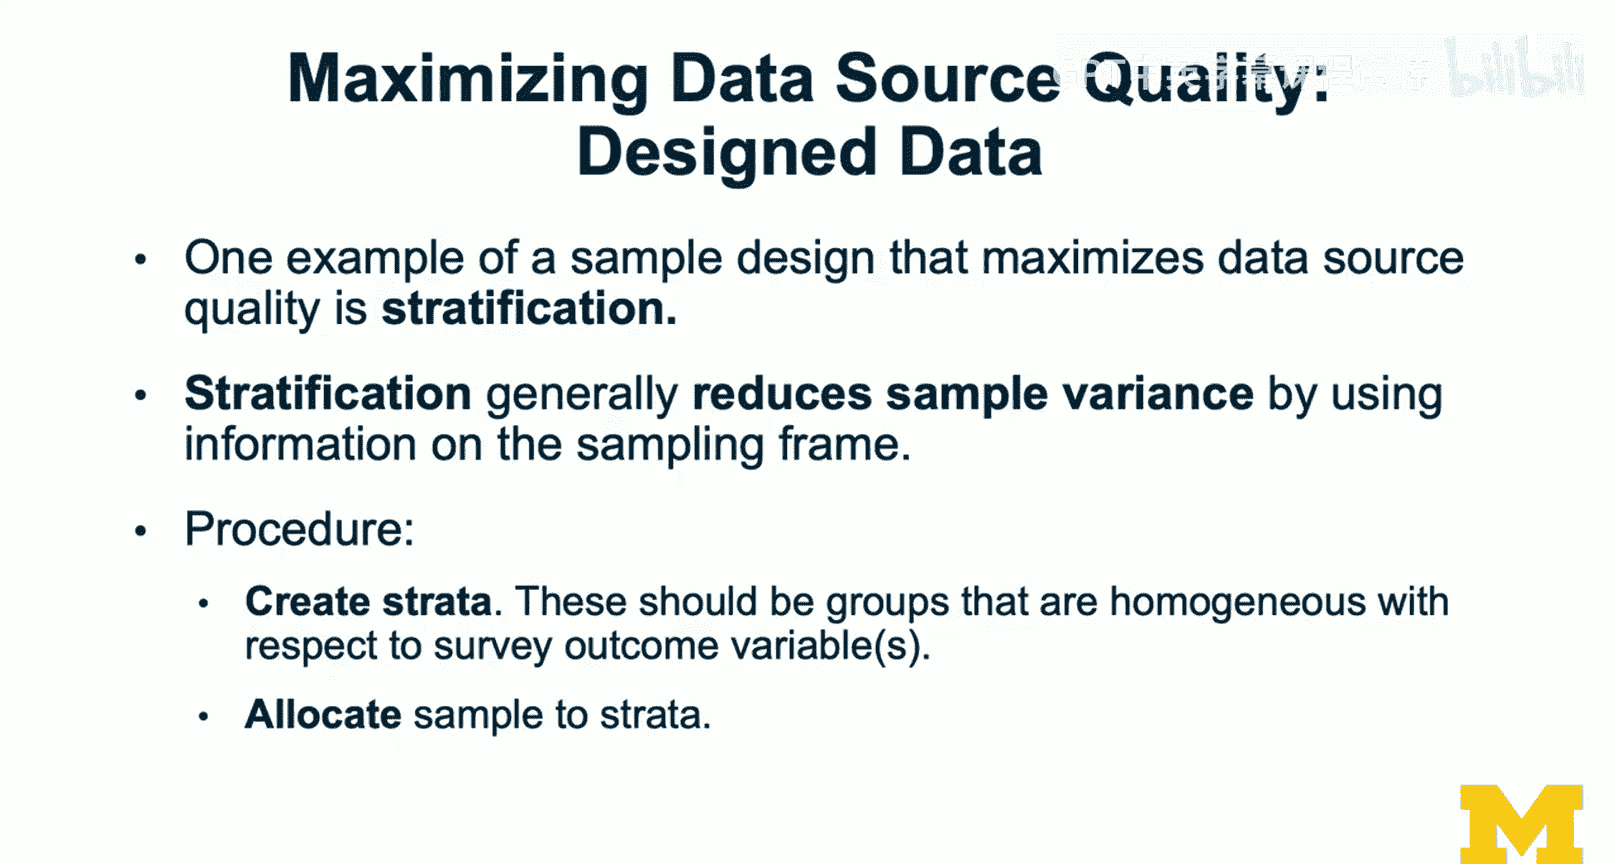 Maximizing Data Source Quality:
Designed Data
• One example of a sample design that maximizes data source
quality is stratification.
• Stratification generally reduces sample variance by using
information on the sampling frame.
• Procedure:
• Create strata. These should be groups that are homogeneous with
respect to survey outcome variable(s).
• Allocate sample to strata.
bilibili
M